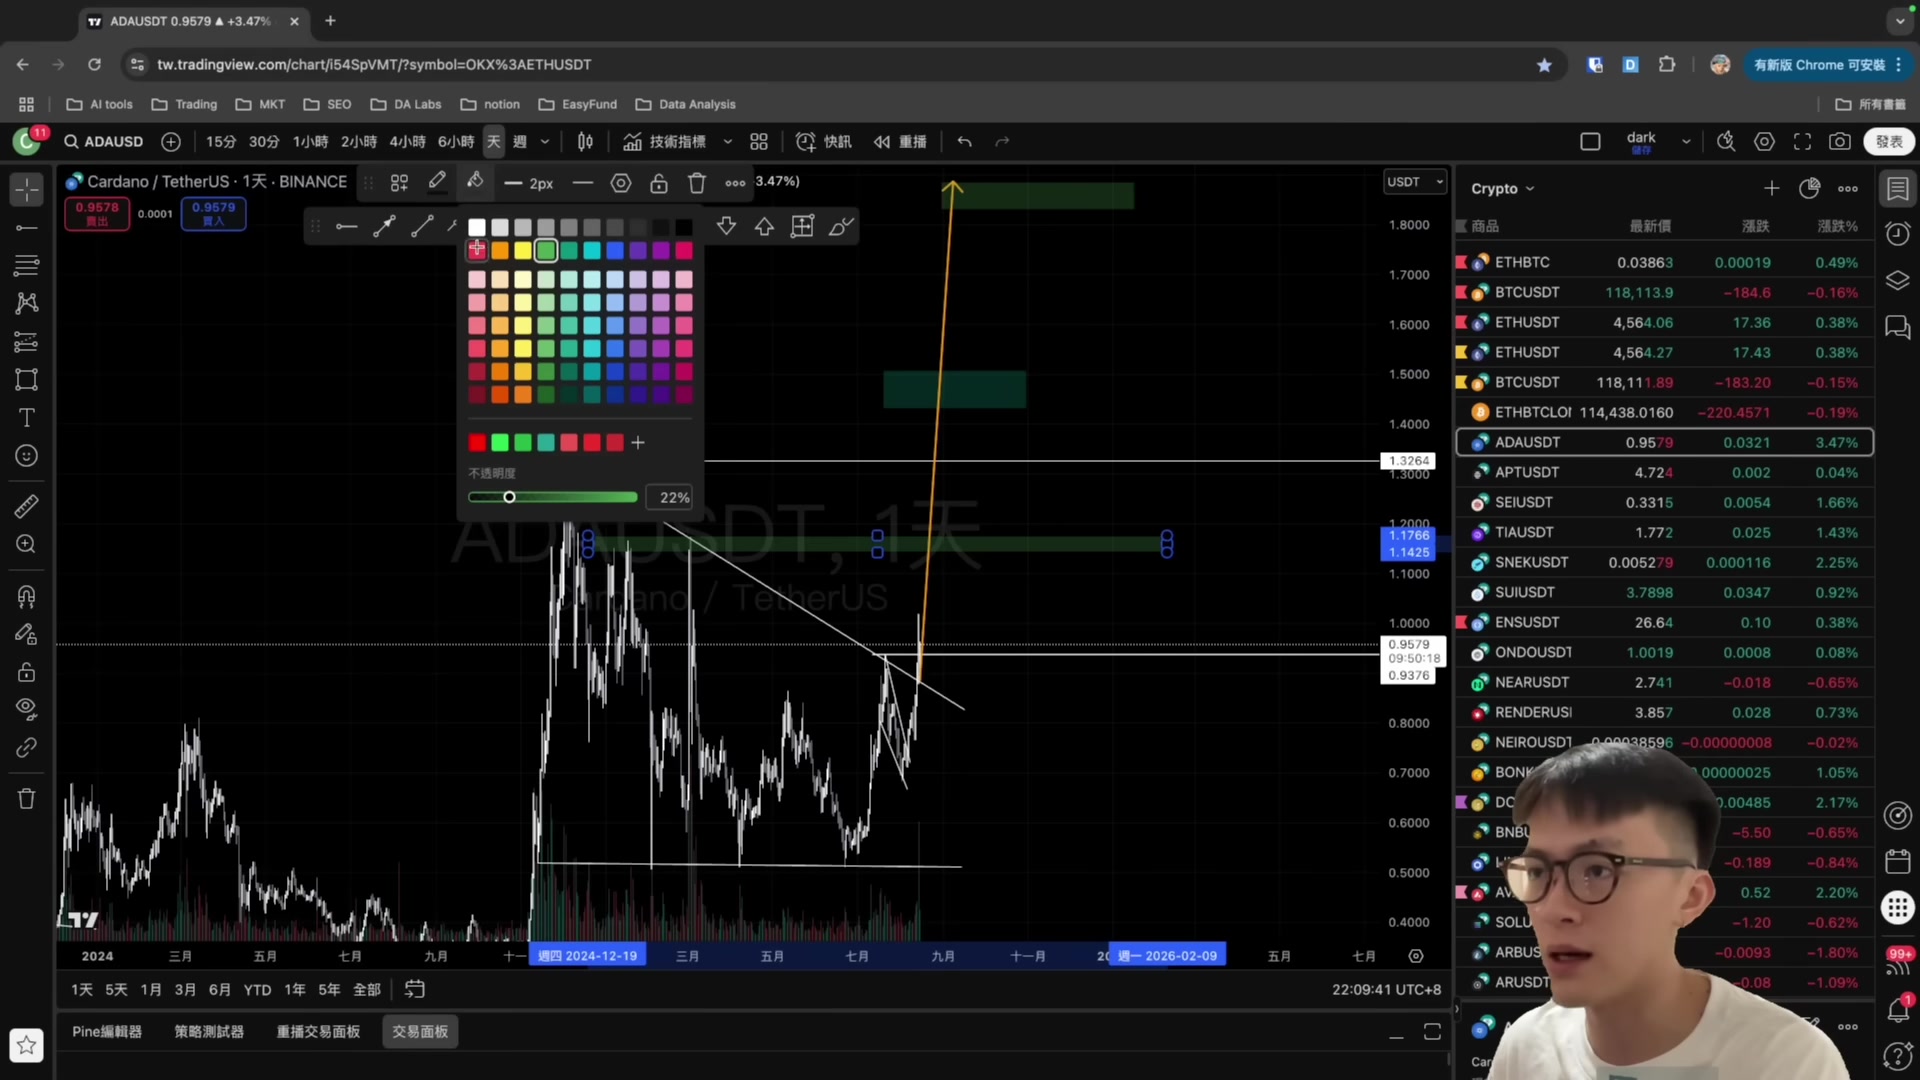 ADAUSDT 0.9579 ▲ +3.47%
tw.tradingview.com/chart/i54SpVMT/?symbol=OKX%3AETHUSDT
有新版 Chrome 可安裝
AI tools
Trading
MKT
SEO
DA Labs
notion
EasyFund
Data Analysis
所有書籤
11
ADAUSD
15分 30分 1小時 2小時 4小時 6小時 天 週
技術指標
快訊
重播
dark
儲存
發表
Cardano / TetherUS · 1天 · BINANCE
2px
3.47%)
0.9578
賣出
0.0001
0.9579
買入
不透明度
22%
ADAUSDT, 1天
Cardano / TetherUS
USDT
1.8000
1.7000
1.6000
1.5000
1.4000
1.3264
1.3000
1.2000
1.1766
1.1425
1.1000
1.0000
0.9579
09:50:18
0.9376
0.8000
0.7000
0.6000
0.5000
0.4000
2024 三月 五月 七月 九月 十一 週四 2024-12-19 三月 五月 七月 九月 十一月 20 週一 2026-02-09 五月 七月
1天 5天 1月 3月 6月 YTD 1年 5年 全部
22:09:41 UTC+8
Pine編輯器
策略測試器
重播交易面板
交易面板
Crypto
商品 最新價 漲跌 漲跌%
ETHBTC 0.03863 0.00019 0.49%
BTCUSDT 118,113.9 −184.6 −0.16%
ETHUSDT 4,564.06 17.36 0.38%
ETHUSDT 4,564.27 17.43 0.38%
BTCUSDT 118,111.89 −183.20 −0.15%
ETHBTCLO 114,438.0160 −220.4571 −0.19%
ADAUSDT 0.9579 0.0321 3.47%
APTUSDT 4.724 0.002 0.04%
SEIUSDT 0.3315 0.0054 1.66%
TIAUSDT 1.772 0.025 1.43%
SNEKUSDT 0.005279 0.000116 2.25%
SUIUSDT 3.7898 0.0347 0.92%
ENSUSDT 26.64 0.10 0.38%
ONDOUSDT 1.0019 0.0008 0.08%
NEARUSDT 2.741 −0.018 −0.65%
RENDERUS 3.857 0.028 0.73%
NEIROUSDT 0.00038596 −0.00000008 −0.02%
BONK 0.00000025 1.05%
DO 0.00485 2.17%
BNBU −5.50 −0.65%
−0.189 −0.84%
AV 0.52 2.20%
SOLU −1.20 −0.62%
ARBUS −0.0093 −1.80%
ARUSDT −0.08 −1.09%
99+
1